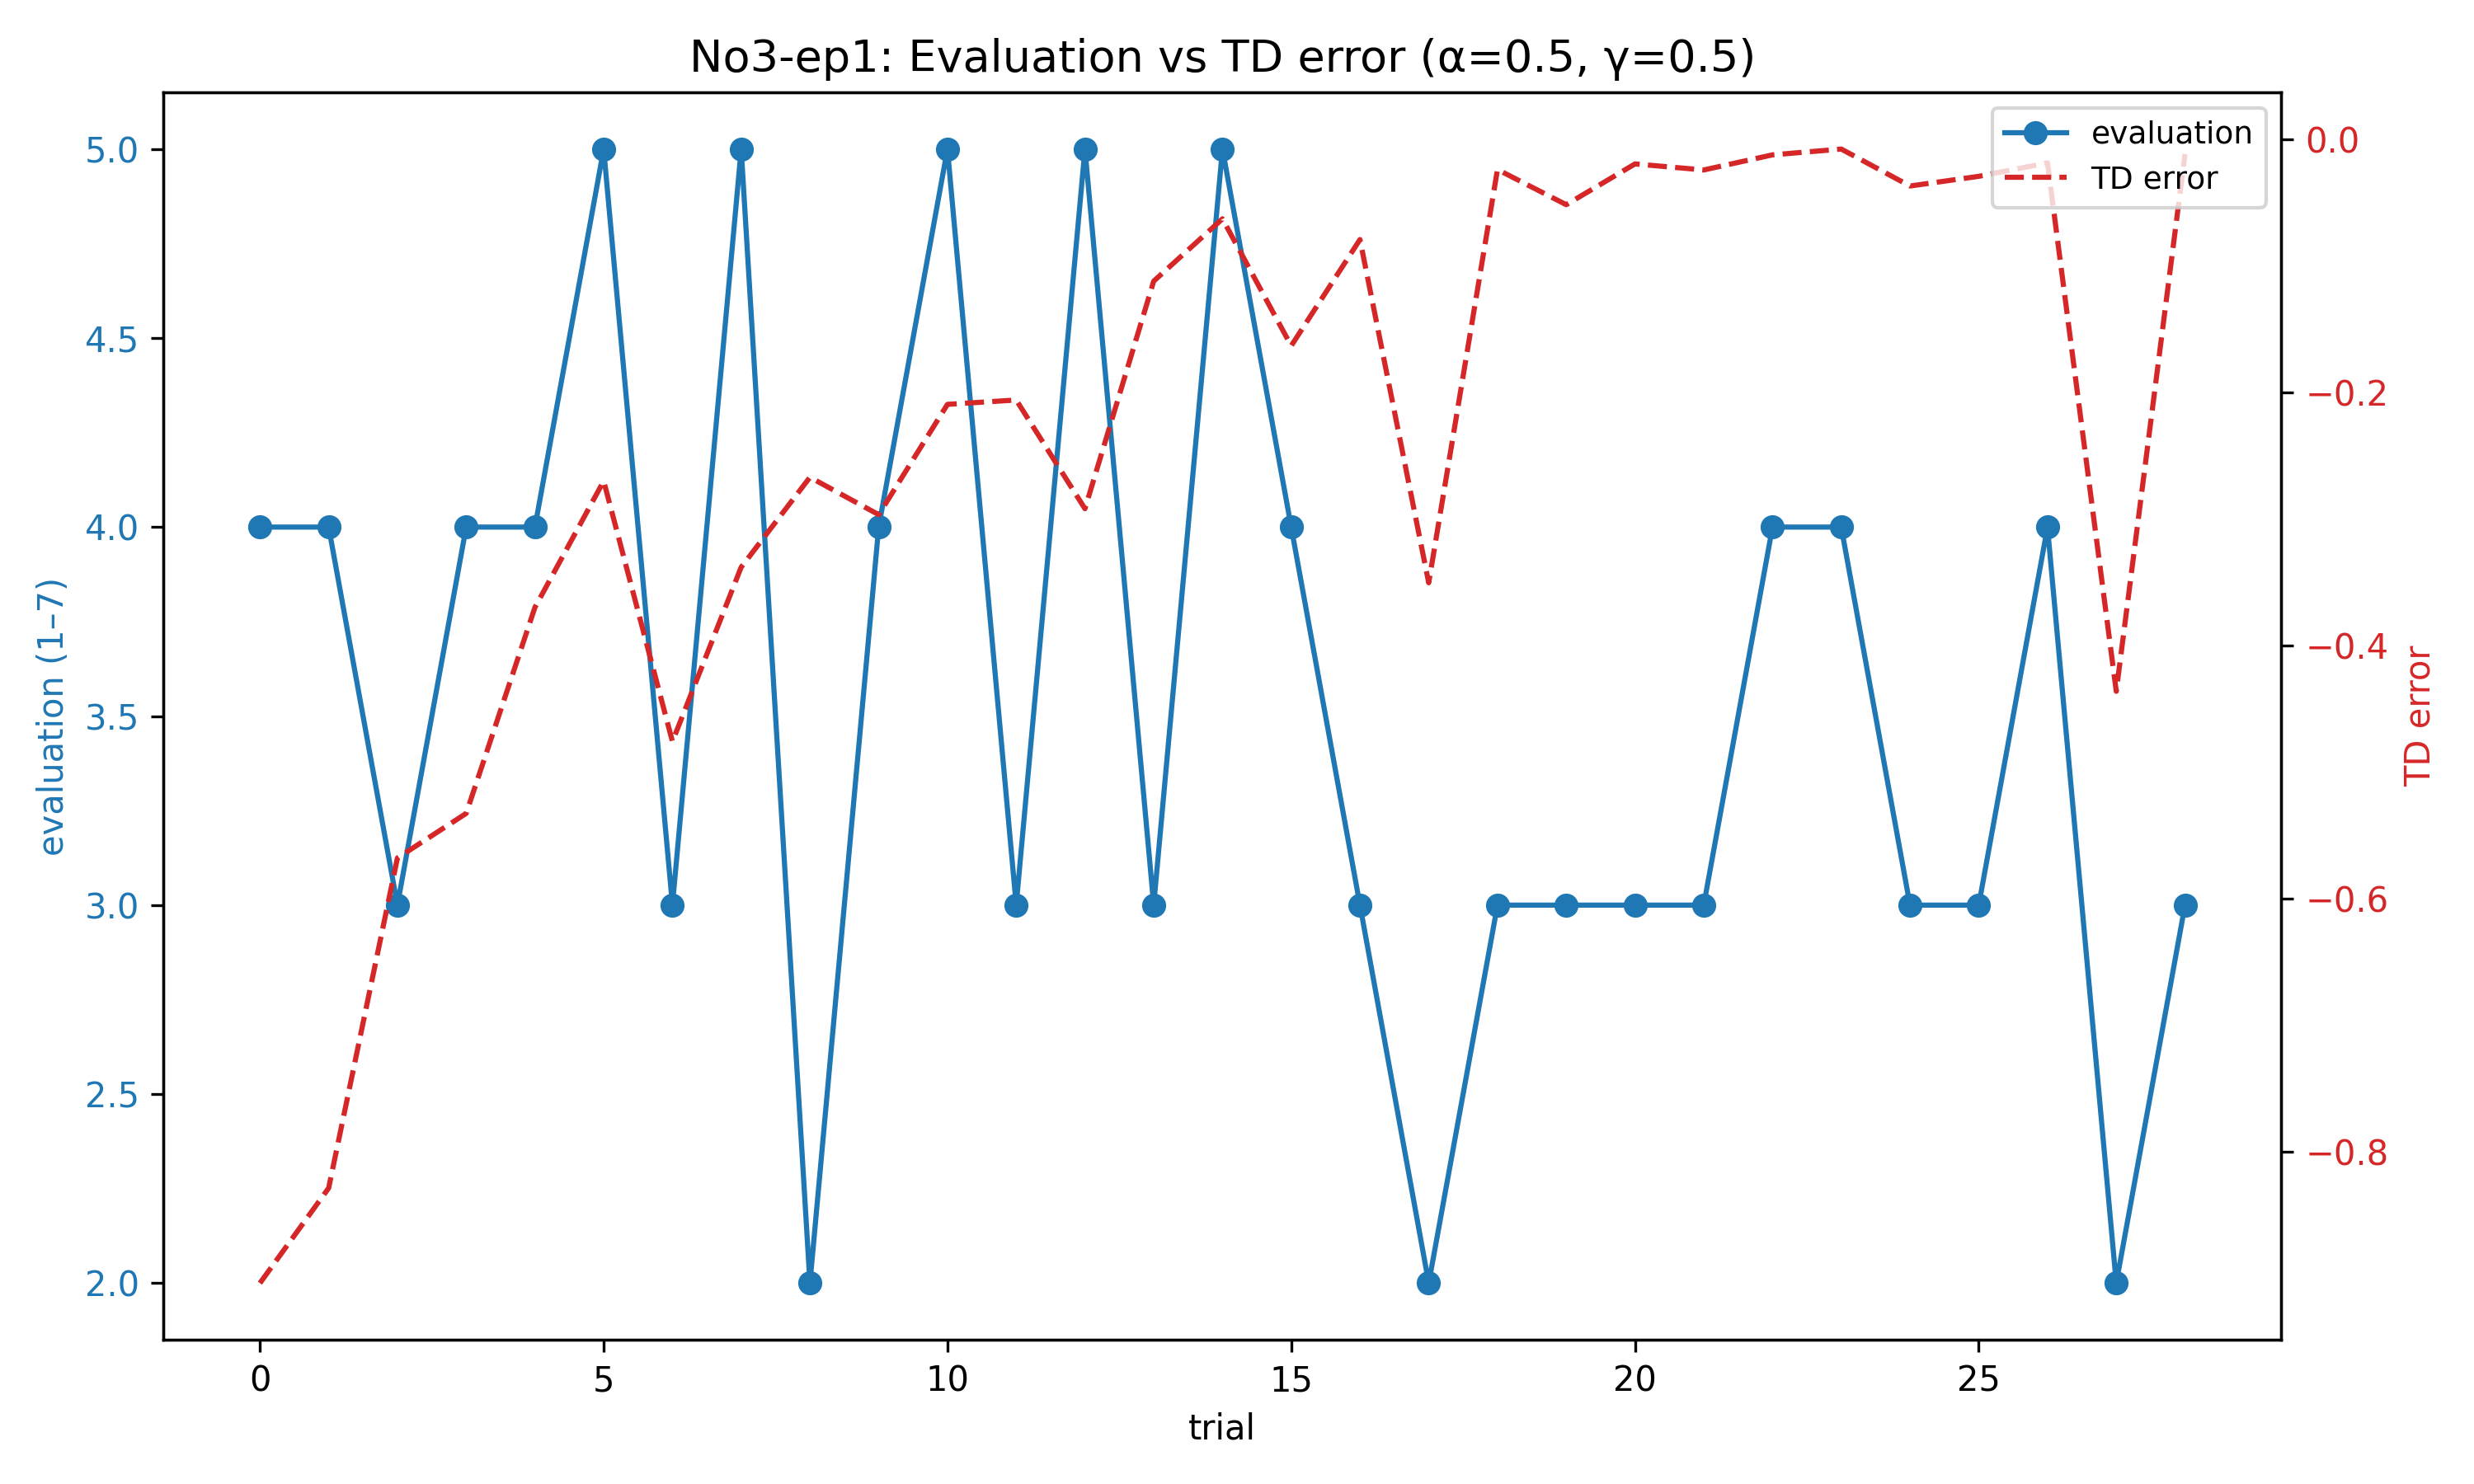 No3-ep1: Evaluation vs TD error (α=0.5, γ=0.5)
evaluation
TD error
5.0
4.5
4.0
3.5
3.0
2.5
2.0
evaluation (1–7)
0.0
−0.2
−0.4
−0.6
−0.8
TD error
0 5 10 15 20 25
trial